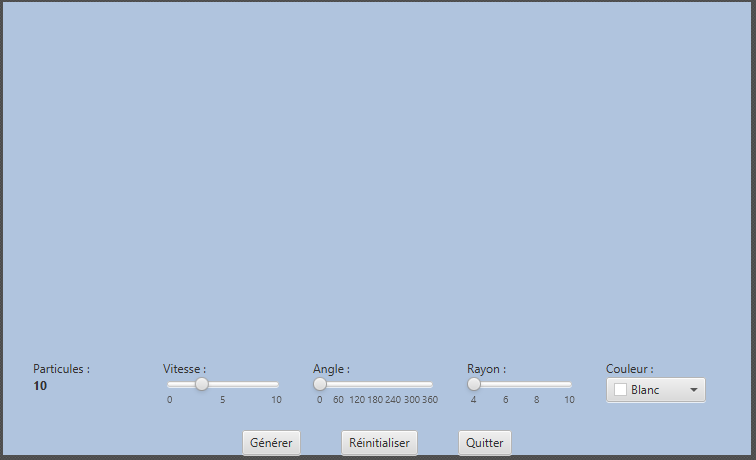 Particules : Vitesse : Angle : Rayon : Couleur :
10 Blanc
0 5 10 0 60 120 180 240 300 360 4 6 8 10
Générer Réinitialiser Quitter